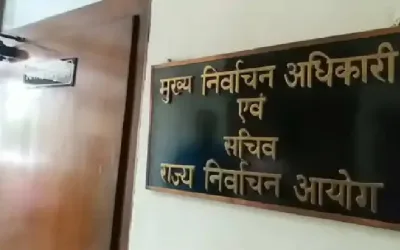 मुख्य निर्वाचन अधिकारी
एवं
सचिव
राज्य निर्वाचन आयोग